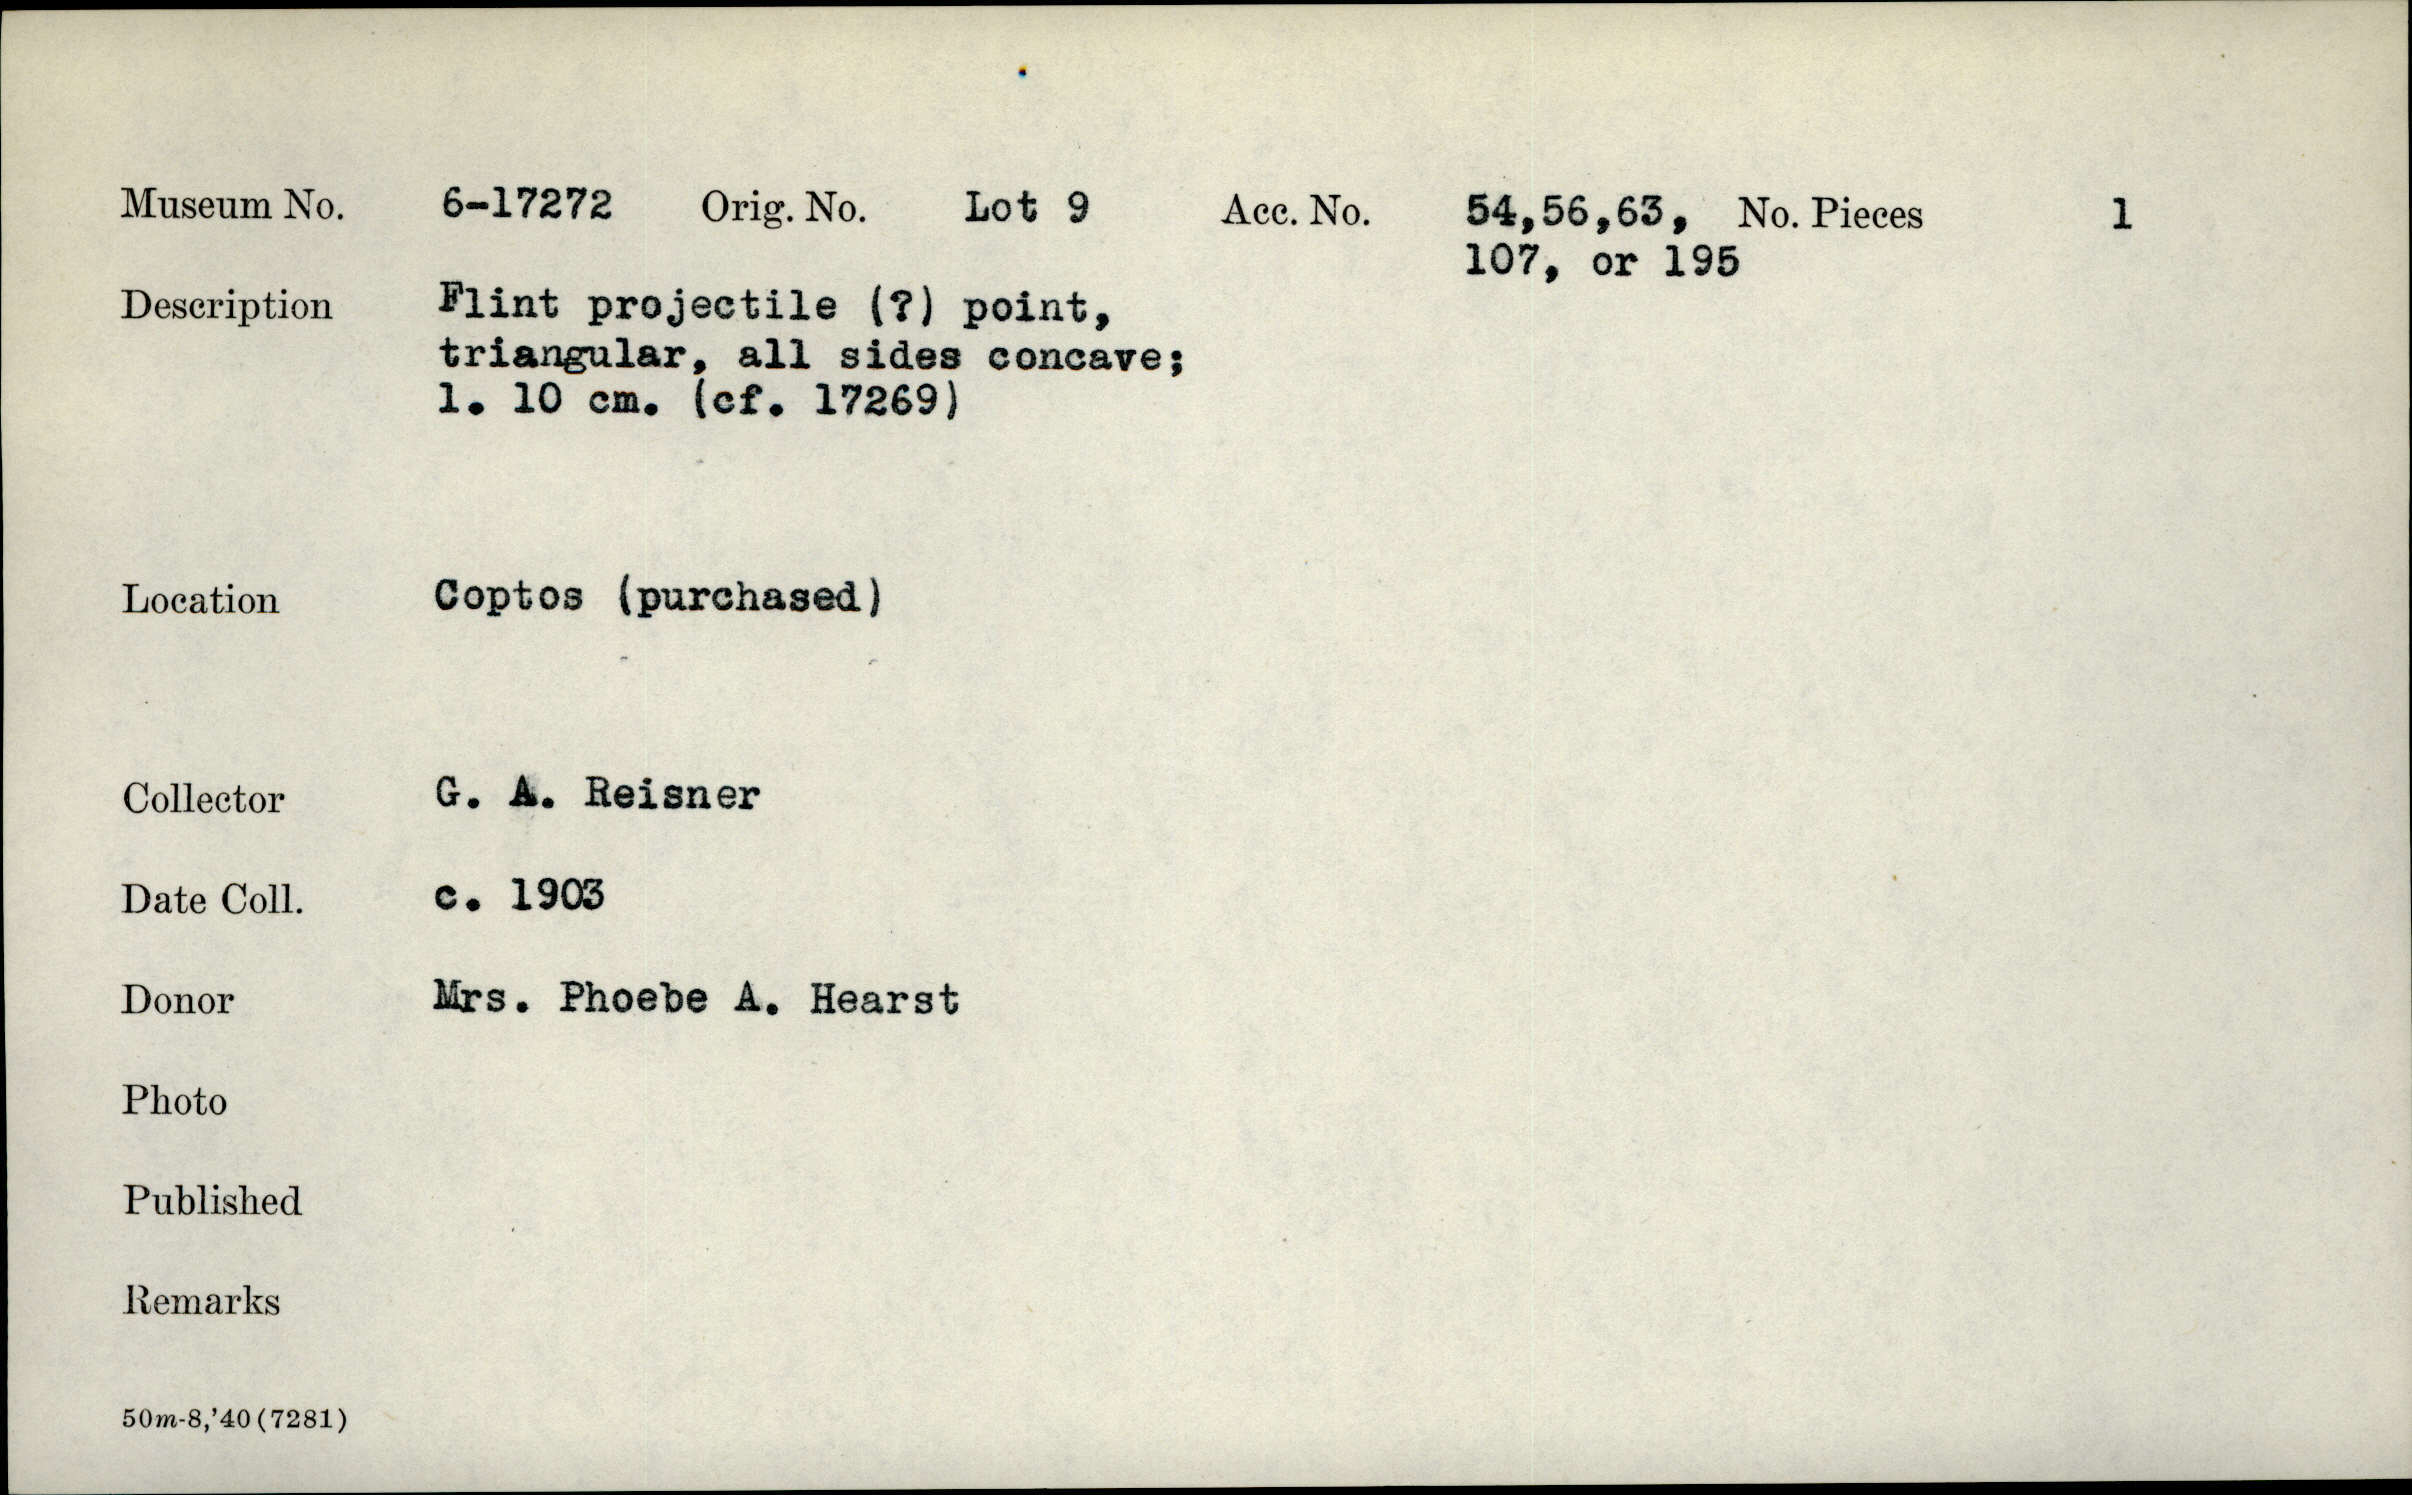 Museum No. 6-17272 Orig. No. Lot 9 Acc. No. 54,56,63, No. Pieces 1
107, or 195
Description Flint projectile (?) point,
triangular, all sides concave;
l. 10 cm. (cf. 17269)
Location Coptos (purchased)
Collector G. A. Reisner
Date Coll. c. 1903
Donor Mrs. Phoebe A. Hearst
Photo
Published
Remarks
50m-8,'40(7281)